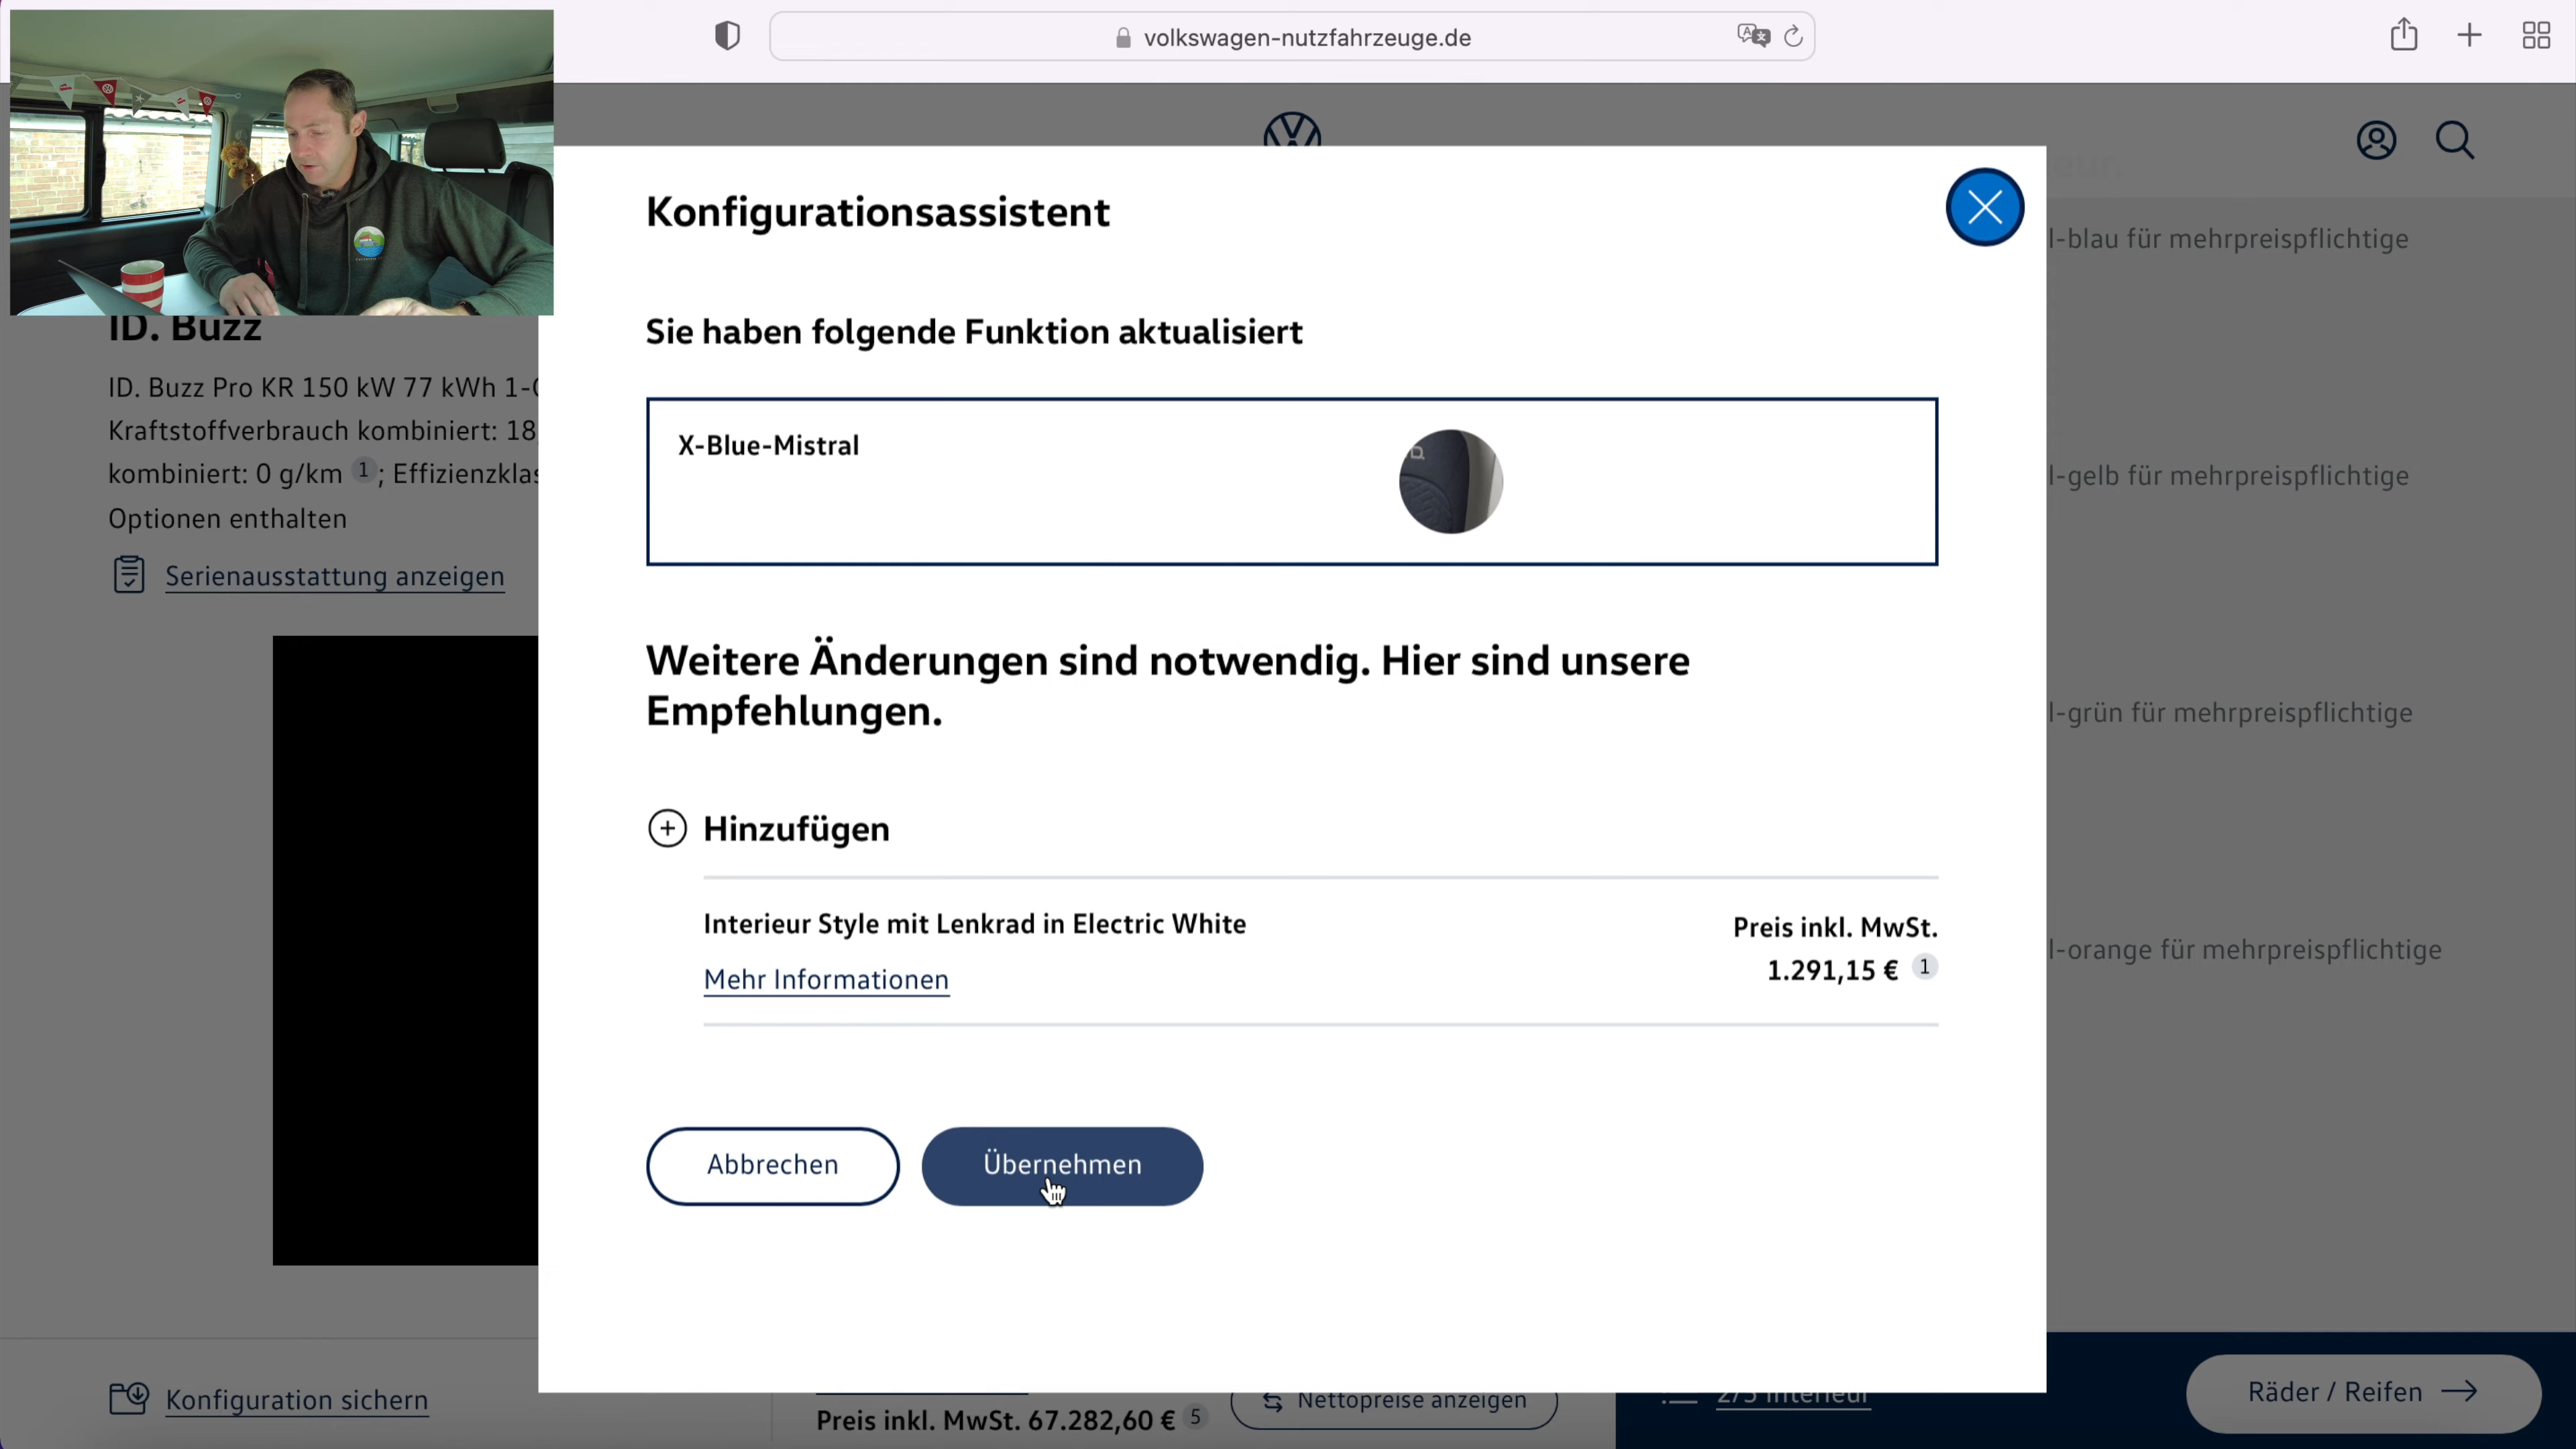 volkswagen-nutzfahrzeuge.de
Konfigurationsassistent
Sie haben folgende Funktion aktualisiert
X-Blue-Mistral
Weitere Änderungen sind notwendig. Hier sind unsere
Empfehlungen.
Hinzufügen
Interieur Style mit Lenkrad in Electric White
Preis inkl. MwSt.
1.291,15 € 1
Mehr Informationen
Abbrechen
Übernehmen
ID. Buzz
ID. Buzz Pro KR 150 kW 77 kWh
Kraftstoffverbrauch kombiniert: 18
kombiniert: 0 g/km 1 ;
Optionen enthalten
Serienausstattung anzeigen
l-blau für mehrpreispflichtige
l-gelb für mehrpreispflichtige
l-grün für mehrpreispflichtige
l-orange für mehrpreispflichtige
Konfiguration sichern
Preis inkl. MwSt. 67.282,60 € 5
Nettopreise anzeigen
2/5 Interieur
Räder / Reifen